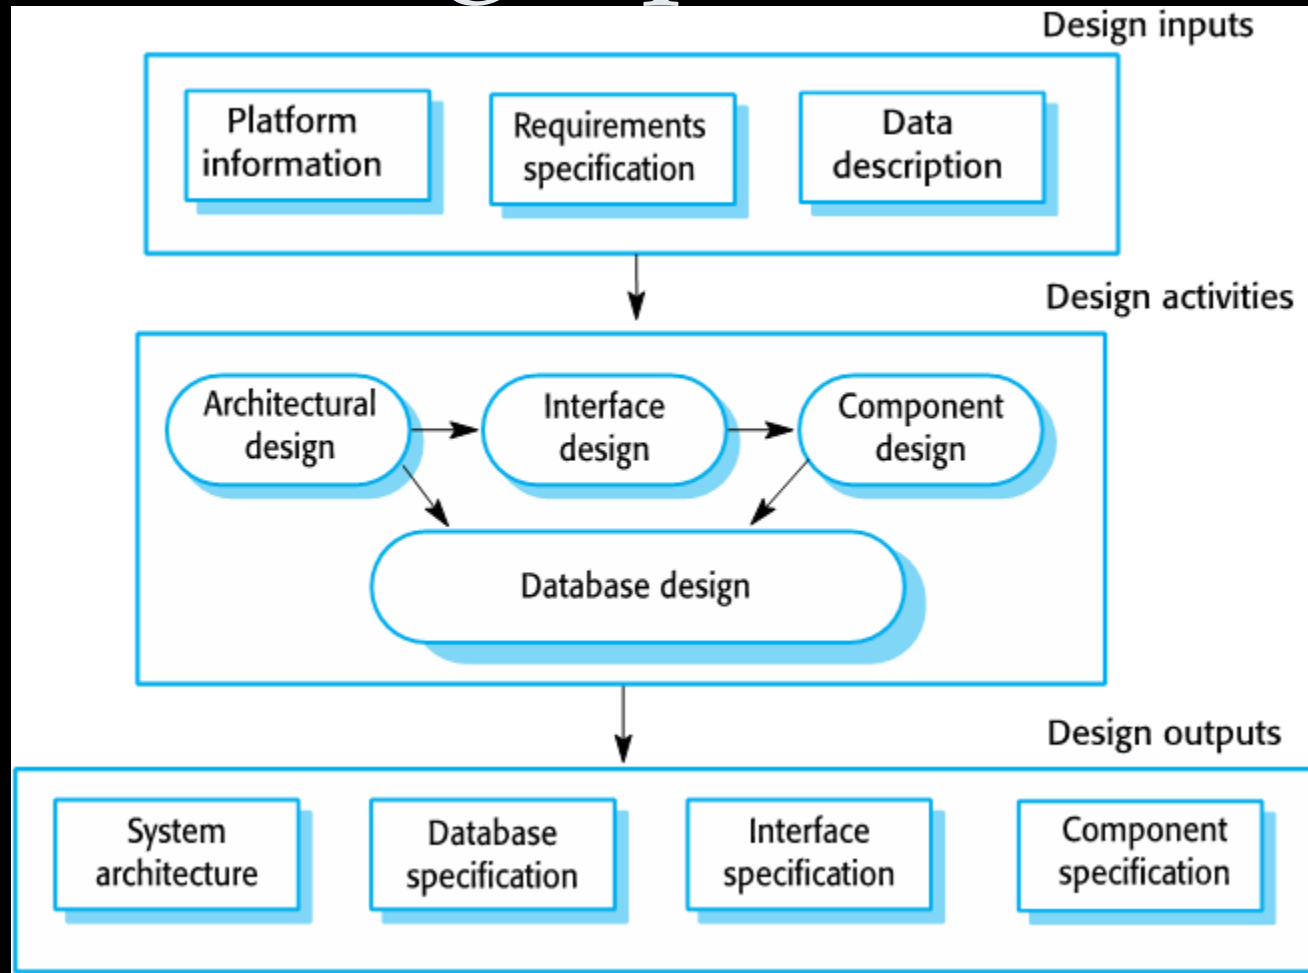 Design inputs
Platform
information
Requirements
specification
Data
description
Design activities
Architectural
design
Interface
design
Component
design
Database design
Design outputs
System
architecture
Database
specification
Interface
specification
Component
specification